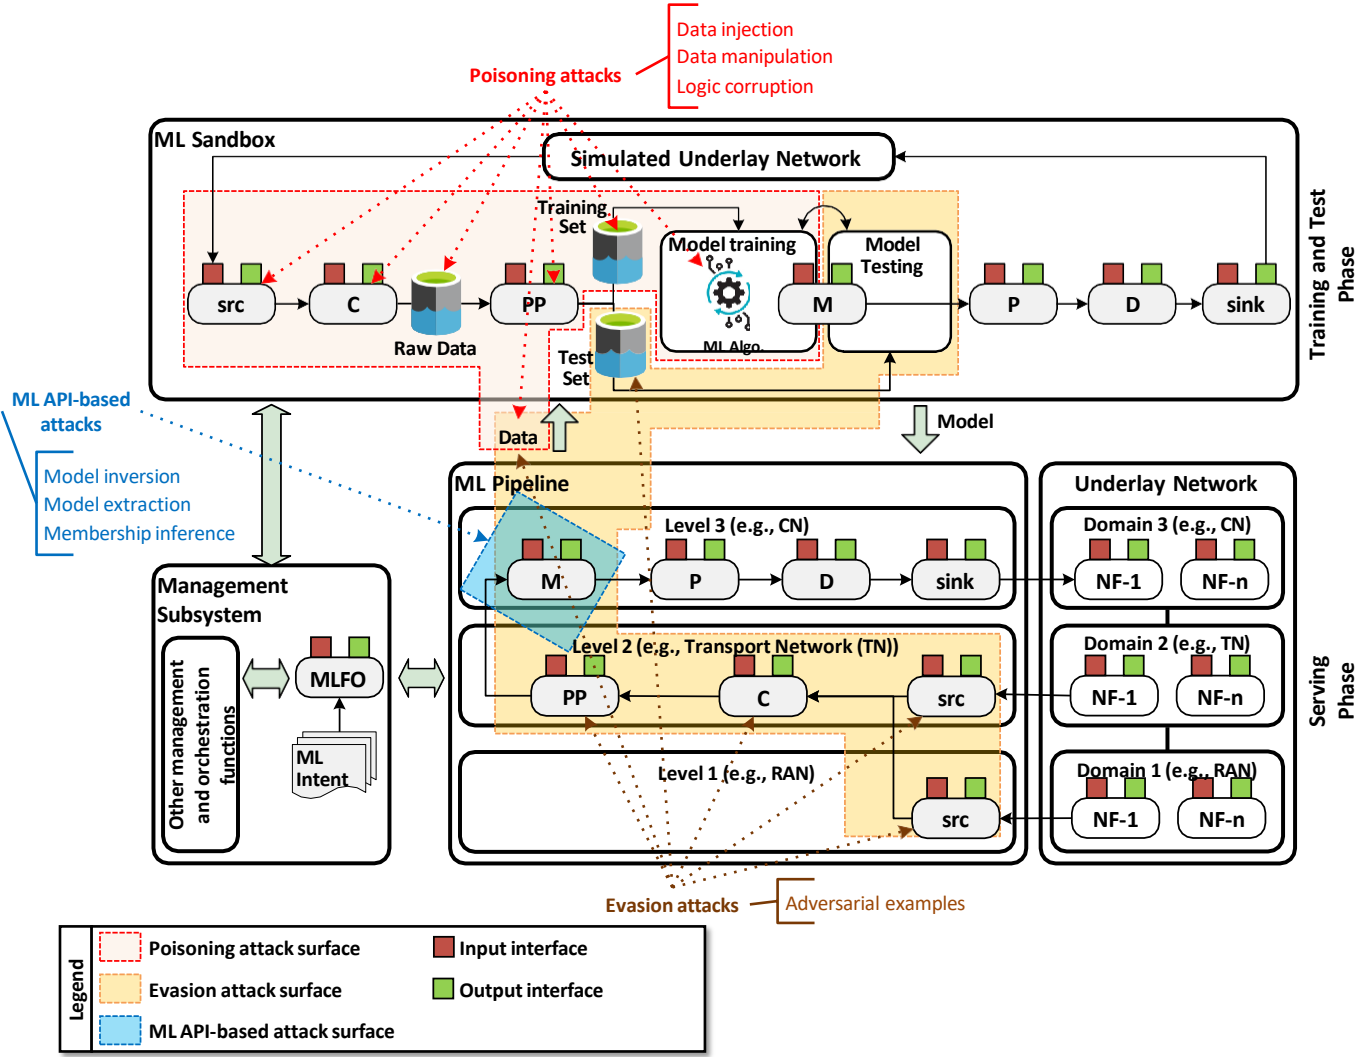 Data injection
Data manipulation
Logic corruption
Poisoning attacks
ML Sandbox
Simulated Underlay Network
Training
Set
Model training
Model
Testing
src
C
Raw Data
PP
ML Algo.
M
P
D
sink
Test
Set
Training and Test
Phase
ML API-based
attacks
Model inversion
Model extraction
Membership inference
Data
Model
ML Pipeline
Level 3 (e.g., CN)
M
P
D
sink
Level 2 (e.g., Transport Network (TN))
PP
C
src
Level 1 (e.g., RAN)
src
Underlay Network
Domain 3 (e.g., CN)
NF-1
NF-n
Domain 2 (e.g., TN)
NF-1
NF-n
Domain 1 (e.g., RAN)
NF-1
NF-n
Serving
Phase
Management
Subsystem
Other management
and orchestration
functions
MLFO
ML
Intent
Evasion attacks
Adversarial examples
Legend
Poisoning attack surface
Evasion attack surface
ML API-based attack surface
Input interface
Output interface